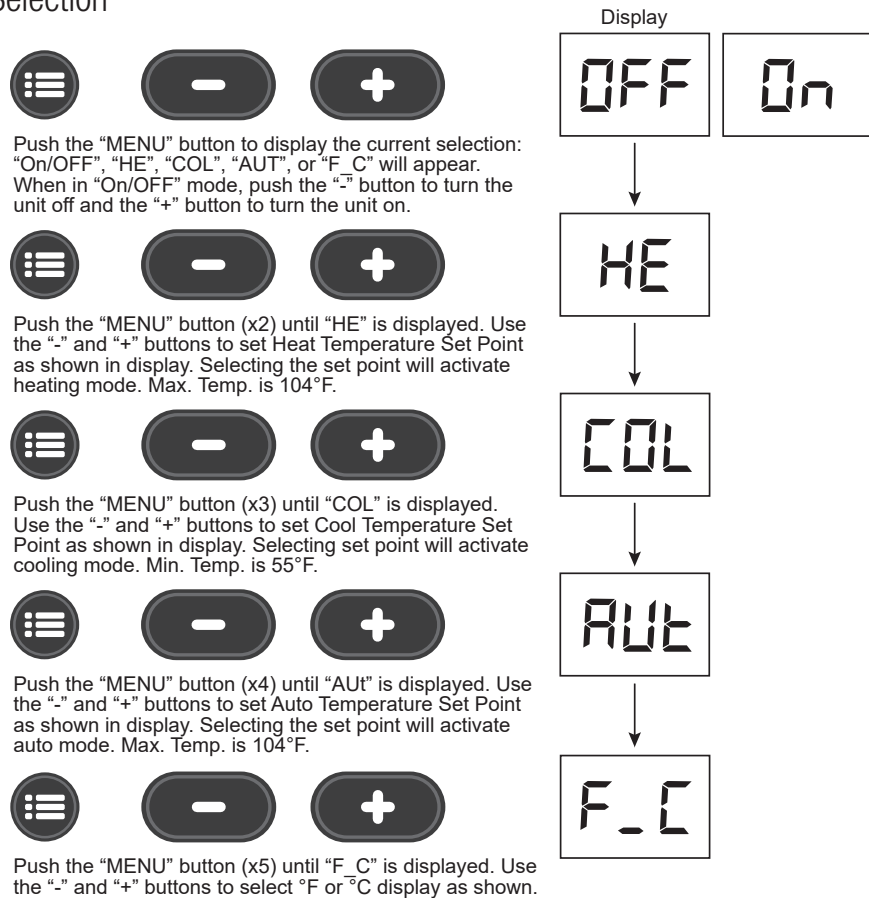 Selection
Display
OFF
On
Push the “MENU” button to display the current selection:
“On/OFF”, “HE”, “COL”, “AUT”, or “F_C” will appear.
When in “On/OFF” mode, push the “-” button to turn the
unit off and the “+” button to turn the unit on.
HE
Push the “MENU” button (x2) until “HE” is displayed. Use
the “-” and “+” buttons to set Heat Temperature Set Point
as shown in display. Selecting the set point will activate
heating mode. Max. Temp. is 104°F.
COL
Push the “MENU” button (x3) until “COL” is displayed.
Use the “-” and “+” buttons to set Cool Temperature Set
Point as shown in display. Selecting set point will activate
cooling mode. Min. Temp. is 55°F.
AUt
Push the “MENU” button (x4) until “AUt” is displayed. Use
the “-” and “+” buttons to set Auto Temperature Set Point
as shown in display. Selecting the set point will activate
auto mode. Max. Temp. is 104°F.
F_C
Push the “MENU” button (x5) until “F_C” is displayed. Use
the “-” and “+” buttons to select °F or °C display as shown.